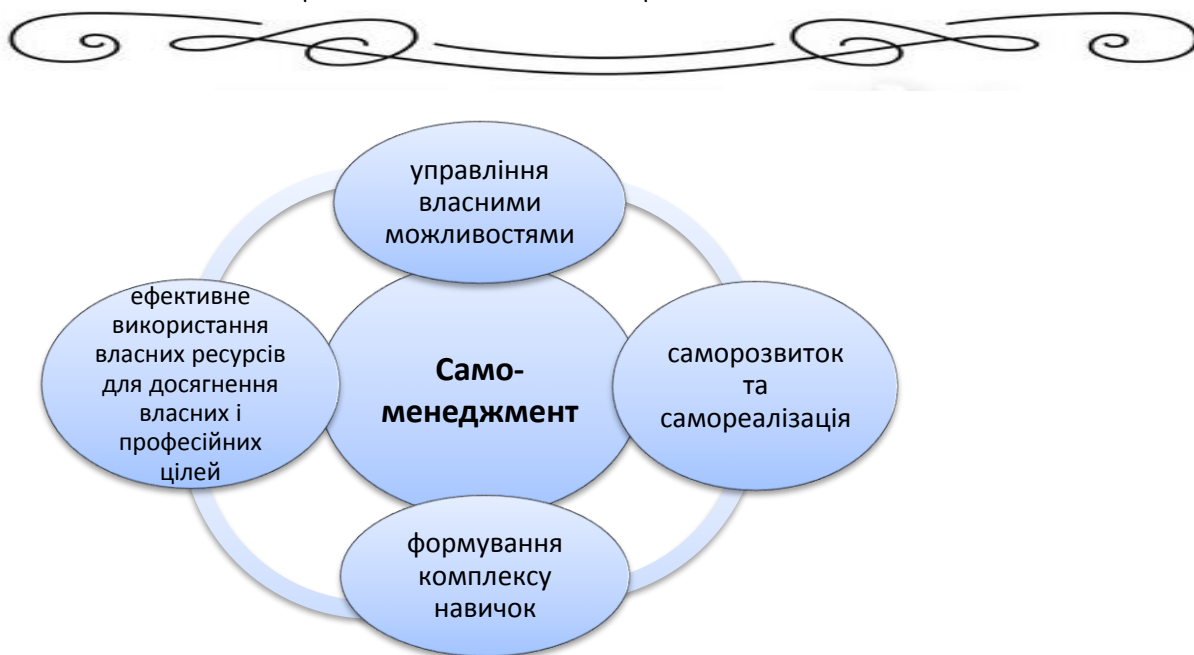 управління
власними
можливостями
ефективне
використання
власних ресурсів
для досягнення
власних і
професійних
цілей
Само-
менеджмент
саморозвиток
та
самореалізація
формування
комплексу
навичок